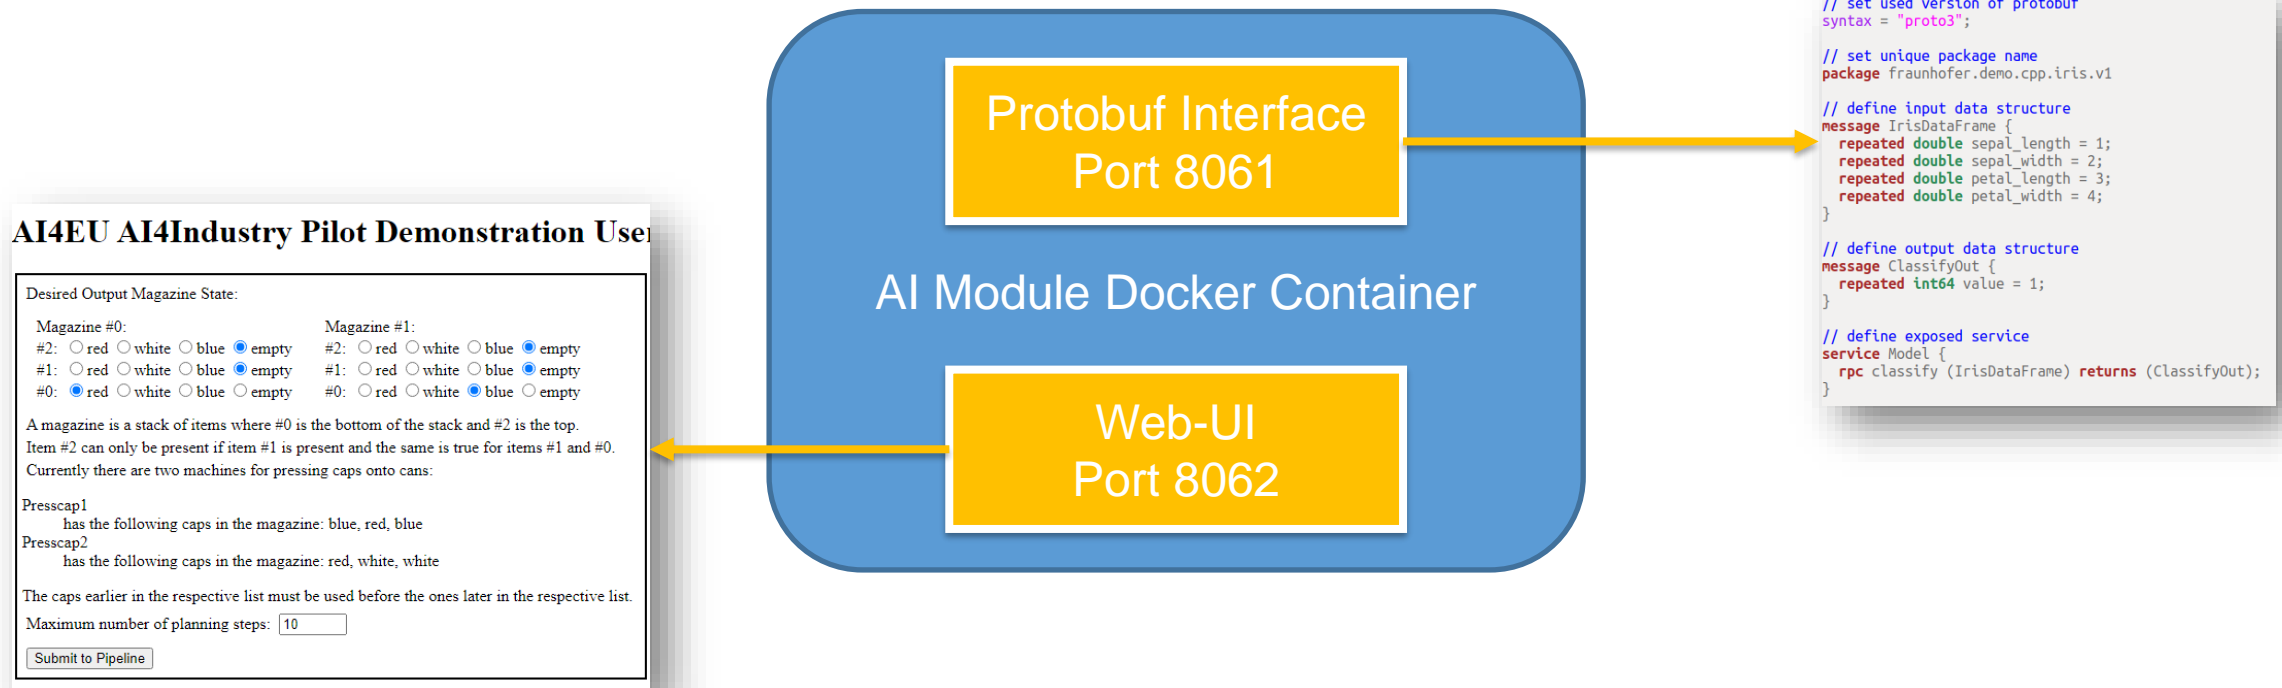 AI4EU AI4Industry Pilot Demonstration User
Desired Output Magazine State:
Magazine #0:
#2: red white blue empty
#1: red white blue empty
#0: red white blue empty
Magazine #1:
#2: red white blue empty
#1: red white blue empty
#0: red white blue empty
A magazine is a stack of items where #0 is the bottom of the stack and #2 is the top.
Item #2 can only be present if item #1 is present and the same is true for items #1 and #0.
Currently there are two machines for pressing caps onto cans:
Presscap1
has the following caps in the magazine: blue, red, blue
Presscap2
has the following caps in the magazine: red, white, white
The caps earlier in the respective list must be used before the ones later in the respective list.
Maximum number of planning steps: 10
Submit to Pipeline
Protobuf Interface
Port 8061
AI Module Docker Container
Web-UI
Port 8062
// set used version of protobuf
syntax = "proto3";
// set unique package name
package fraunhofer.demo.cpp.iris.v1
// define input data structure
message IrisDataFrame {
repeated double sepal_length = 1;
repeated double sepal_width = 2;
repeated double petal_length = 3;
repeated double petal_width = 4;
}
// define output data structure
message ClassifyOut {
repeated int64 value = 1;
}
// define exposed service
service Model {
rpc classify (IrisDataFrame) returns (ClassifyOut);
}